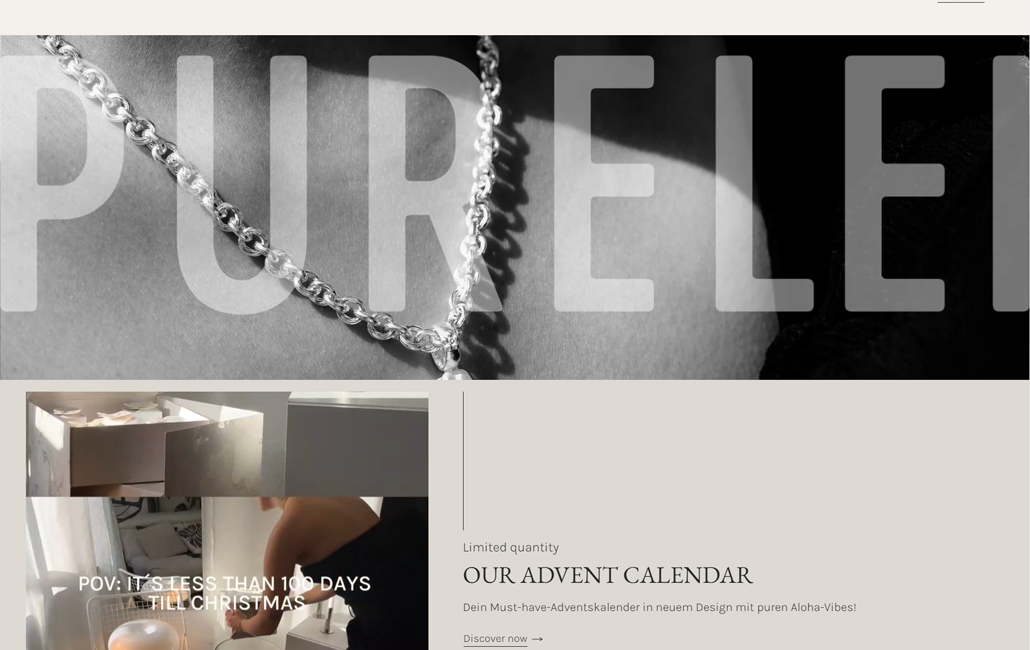 PURELEI
POV: IT´S LESS THAN 100 DAYS
TILL CHRISTMAS
Limited quantity
OUR ADVENT CALENDAR
Dein Must-have-Adventskalender in neuem Design mit puren Aloha-Vibes!
Discover now →